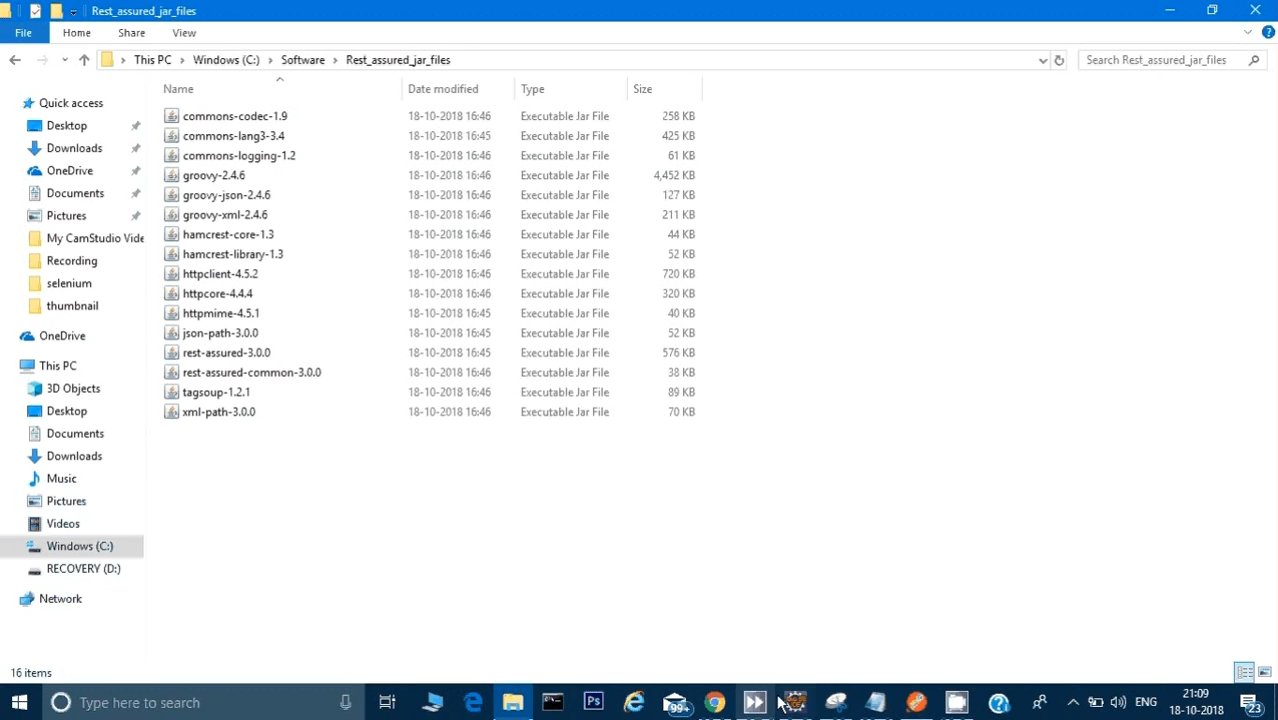 Rest_assured_jar_files
File Home Share View
This PC Windows (C:) Software Rest_assured_jar_files Search Rest_assured_jar_files
Name Date modified Type Size
commons-codec-1.9 18-10-2018 16:46 Executable Jar File 258 KB
commons-lang3-3.4 18-10-2018 16:45 Executable Jar File 425 KB
commons-logging-1.2 18-10-2018 16:46 Executable Jar File 61 KB
groovy-2.4.6 18-10-2018 16:46 Executable Jar File 4,452 KB
groovy-json-2.4.6 18-10-2018 16:46 Executable Jar File 127 KB
groovy-xml-2.4.6 18-10-2018 16:46 Executable Jar File 211 KB
hamcrest-core-1.3 18-10-2018 16:46 Executable Jar File 44 KB
hamcrest-library-1.3 18-10-2018 16:46 Executable Jar File 52 KB
httpclient-4.5.2 18-10-2018 16:46 Executable Jar File 720 KB
httpcore-4.4.4 18-10-2018 16:46 Executable Jar File 320 KB
httpmime-4.5.1 18-10-2018 16:45 Executable Jar File 40 KB
json-path-3.0.0 18-10-2018 16:45 Executable Jar File 52 KB
rest-assured-3.0.0 18-10-2018 16:45 Executable Jar File 576 KB
rest-assured-common-3.0.0 18-10-2018 16:46 Executable Jar File 38 KB
tagsoup-1.2.1 18-10-2018 16:46 Executable Jar File 89 KB
xml-path-3.0.0 18-10-2018 16:46 Executable Jar File 70 KB
Quick access
Desktop
Downloads
OneDrive
Documents
Pictures
My CamStudio Vide
Recording
selenium
thumbnail
OneDrive
This PC
3D Objects
Desktop
Documents
Downloads
Music
Pictures
Videos
Windows (C:)
RECOVERY (D:)
Network
16 items
Type here to search
Ps
99+
ENG
21:09
18-10-2018
23